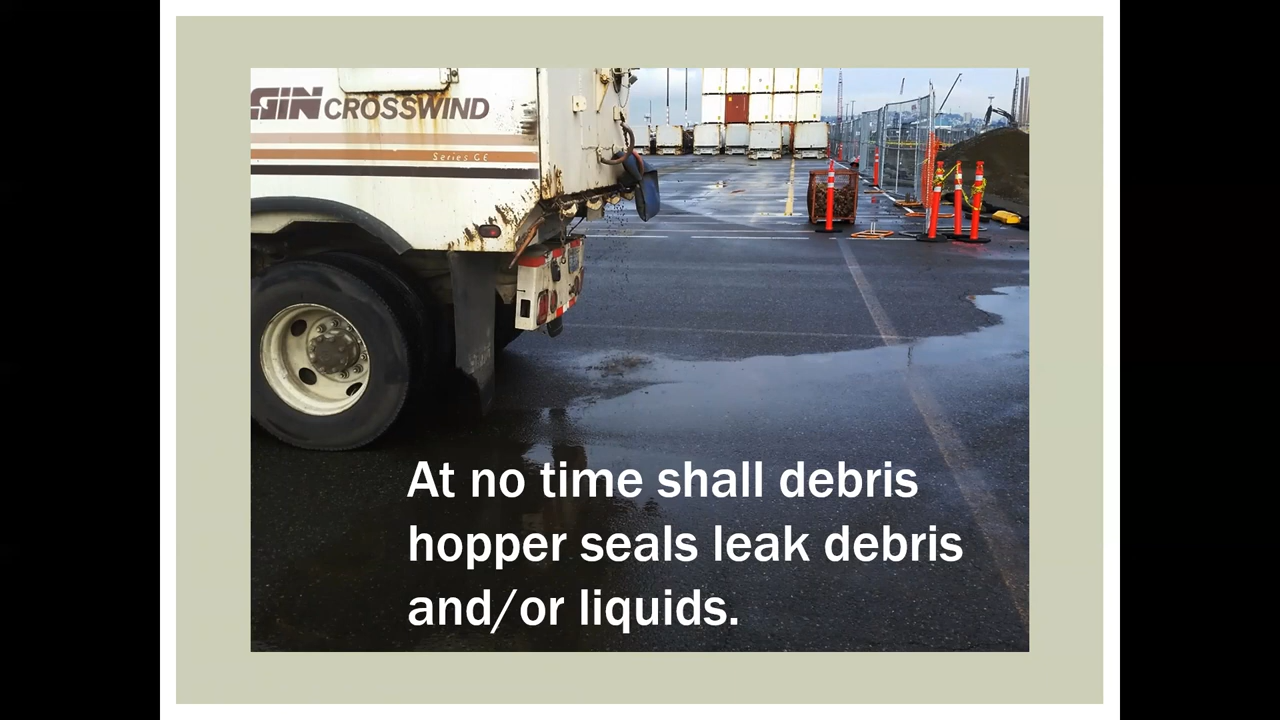 GIN CROSSWIND
Series GE
At no time shall debris
hopper seals leak debris
and/or liquids.